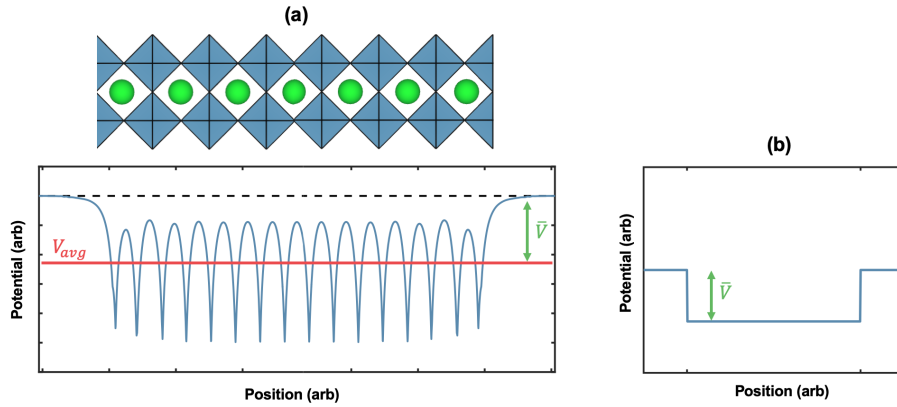 (a)
V_avg
V̄
Potential (arb)
Position (arb)
(b)
V̄
Potential (arb)
Position (arb)